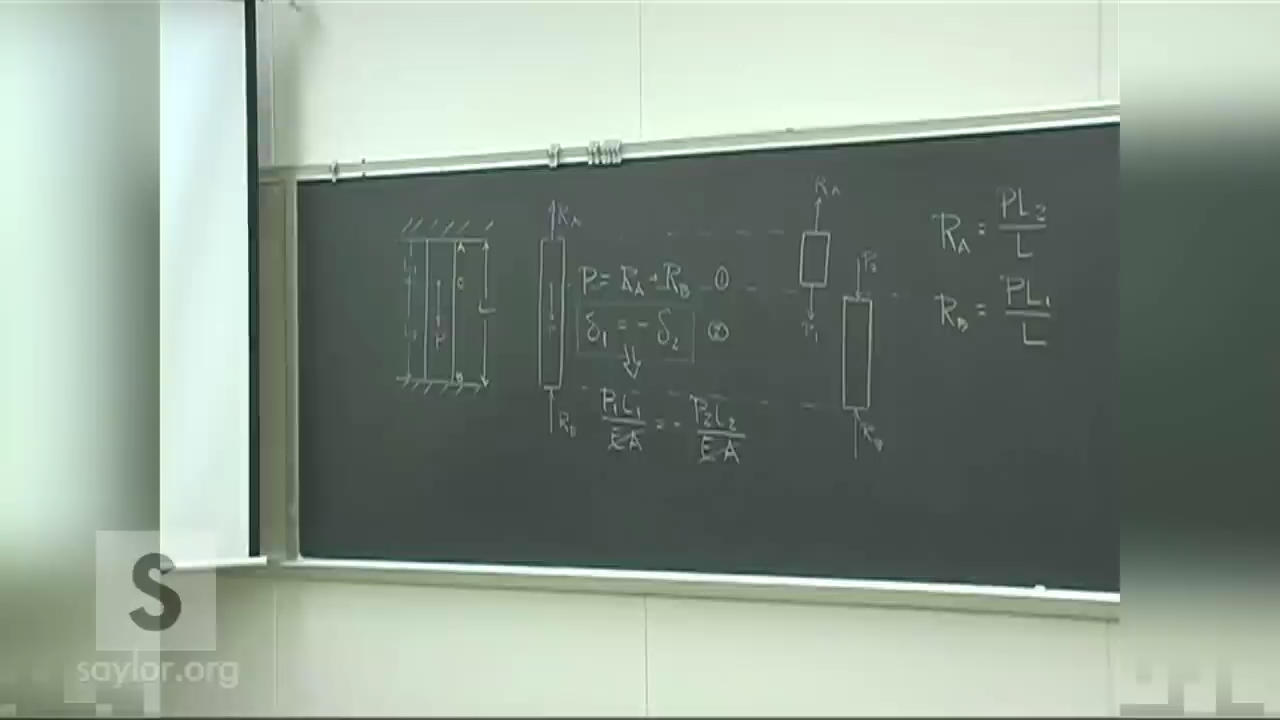 A
C
L
P
B
R_A
R_B
P = R_A + R_B ①
δ₁ = - δ₂ ②
⇓
P₁L₁/EA = - P₂L₂/EA
R_A
P₁
P₂
R_B
R_A = PL₂/L
R_B = PL₁/L
S
saylor.org